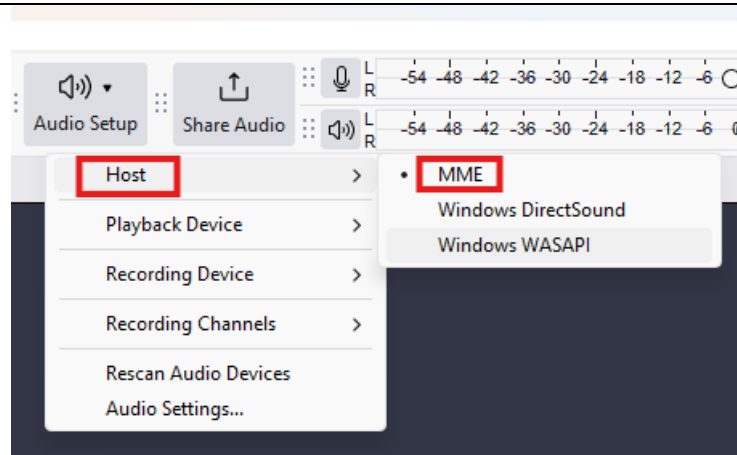 L
R
-54 -48 -42 -36 -30 -24 -18 -12 -6
Audio Setup
Share Audio
L
R
-54 -48 -42 -36 -30 -24 -18 -12 -6
Host
MME
Windows DirectSound
Windows WASAPI
Playback Device
Recording Device
Recording Channels
Rescan Audio Devices
Audio Settings...